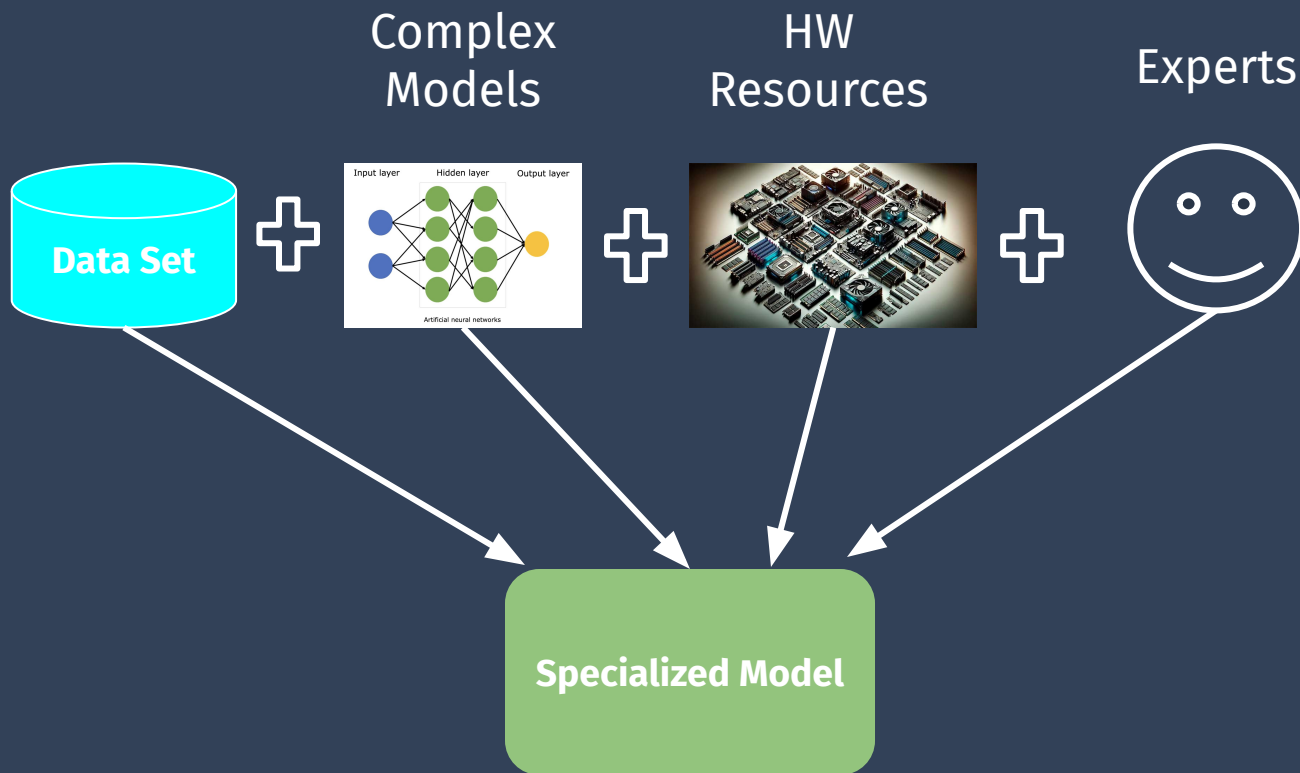 Complex
Models
HW
Resources
Experts
Data Set
Input layer
Hidden layer
Output layer
Artificial neural networks
Specialized Model